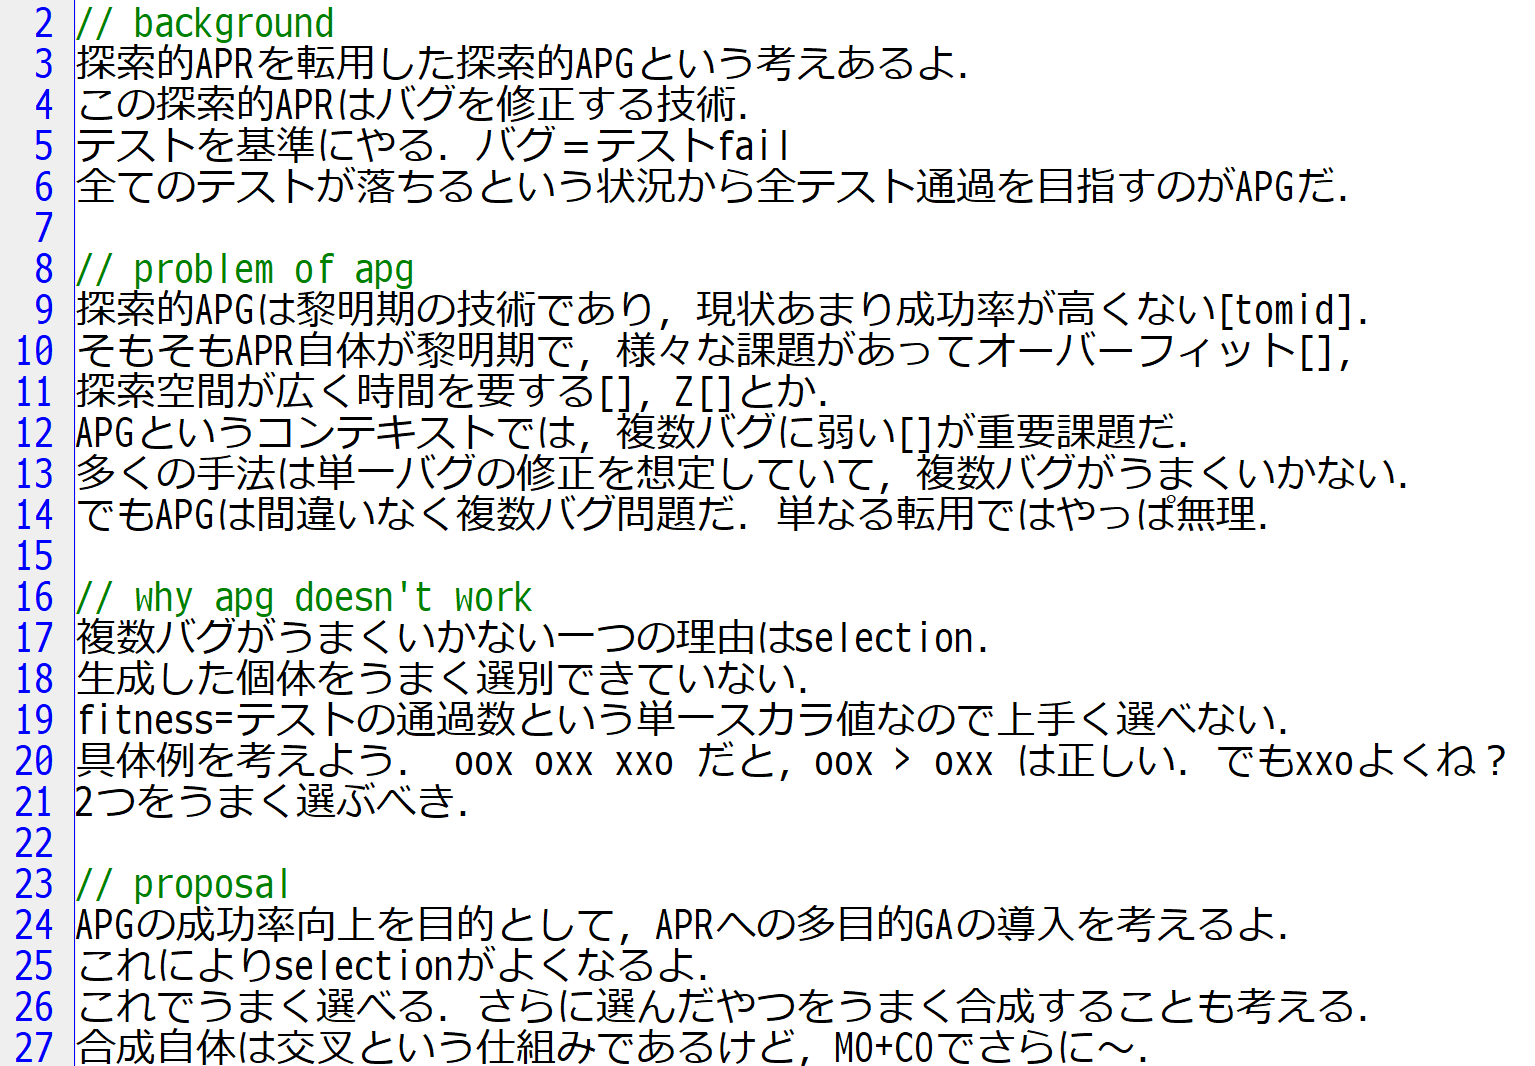 2 // background
3 探索的APRを転用した探索的APGという考えあるよ.
4 この探索的APRはバグを修正する技術.
5 テストを基準にやる. バグ＝テストfail
6 全てのテストが落ちるという状況から全テスト通過を目指すのがAPGだ.
7
8 // problem of apg
9 探索的APGは黎明期の技術であり, 現状あまり成功率が高くない[tomid].
10 そもそもAPR自体が黎明期で, 様々な課題があってオーバーフィット[],
11 探索空間が広く時間を要する[], Z[]とか.
12 APGというコンテキストでは, 複数バグに弱い[]が重要課題だ.
13 多くの手法は単一バグの修正を想定していて, 複数バグがうまくいかない.
14 でもAPGは間違いなく複数バグ問題だ. 単なる転用ではやっぱ無理.
15
16 // why apg doesn't work
17 複数バグがうまくいかない一つの理由はselection.
18 生成した個体をうまく選別できていない.
19 fitness=テストの通過数という単一スカラ値なので上手く選べない.
20 具体例を考えよう. oox oxx xxo だと, oox > oxx は正しい. でもxxoよくね？
21 2つをうまく選ぶべき.
22
23 // proposal
24 APGの成功率向上を目的として, APRへの多目的GAの導入を考えるよ.
25 これによりselectionがよくなるよ.
26 これでうまく選べる. さらに選んだやつをうまく合成することも考える.
27 合成自体は交叉という仕組みであるけど, MO+COでさらに～.